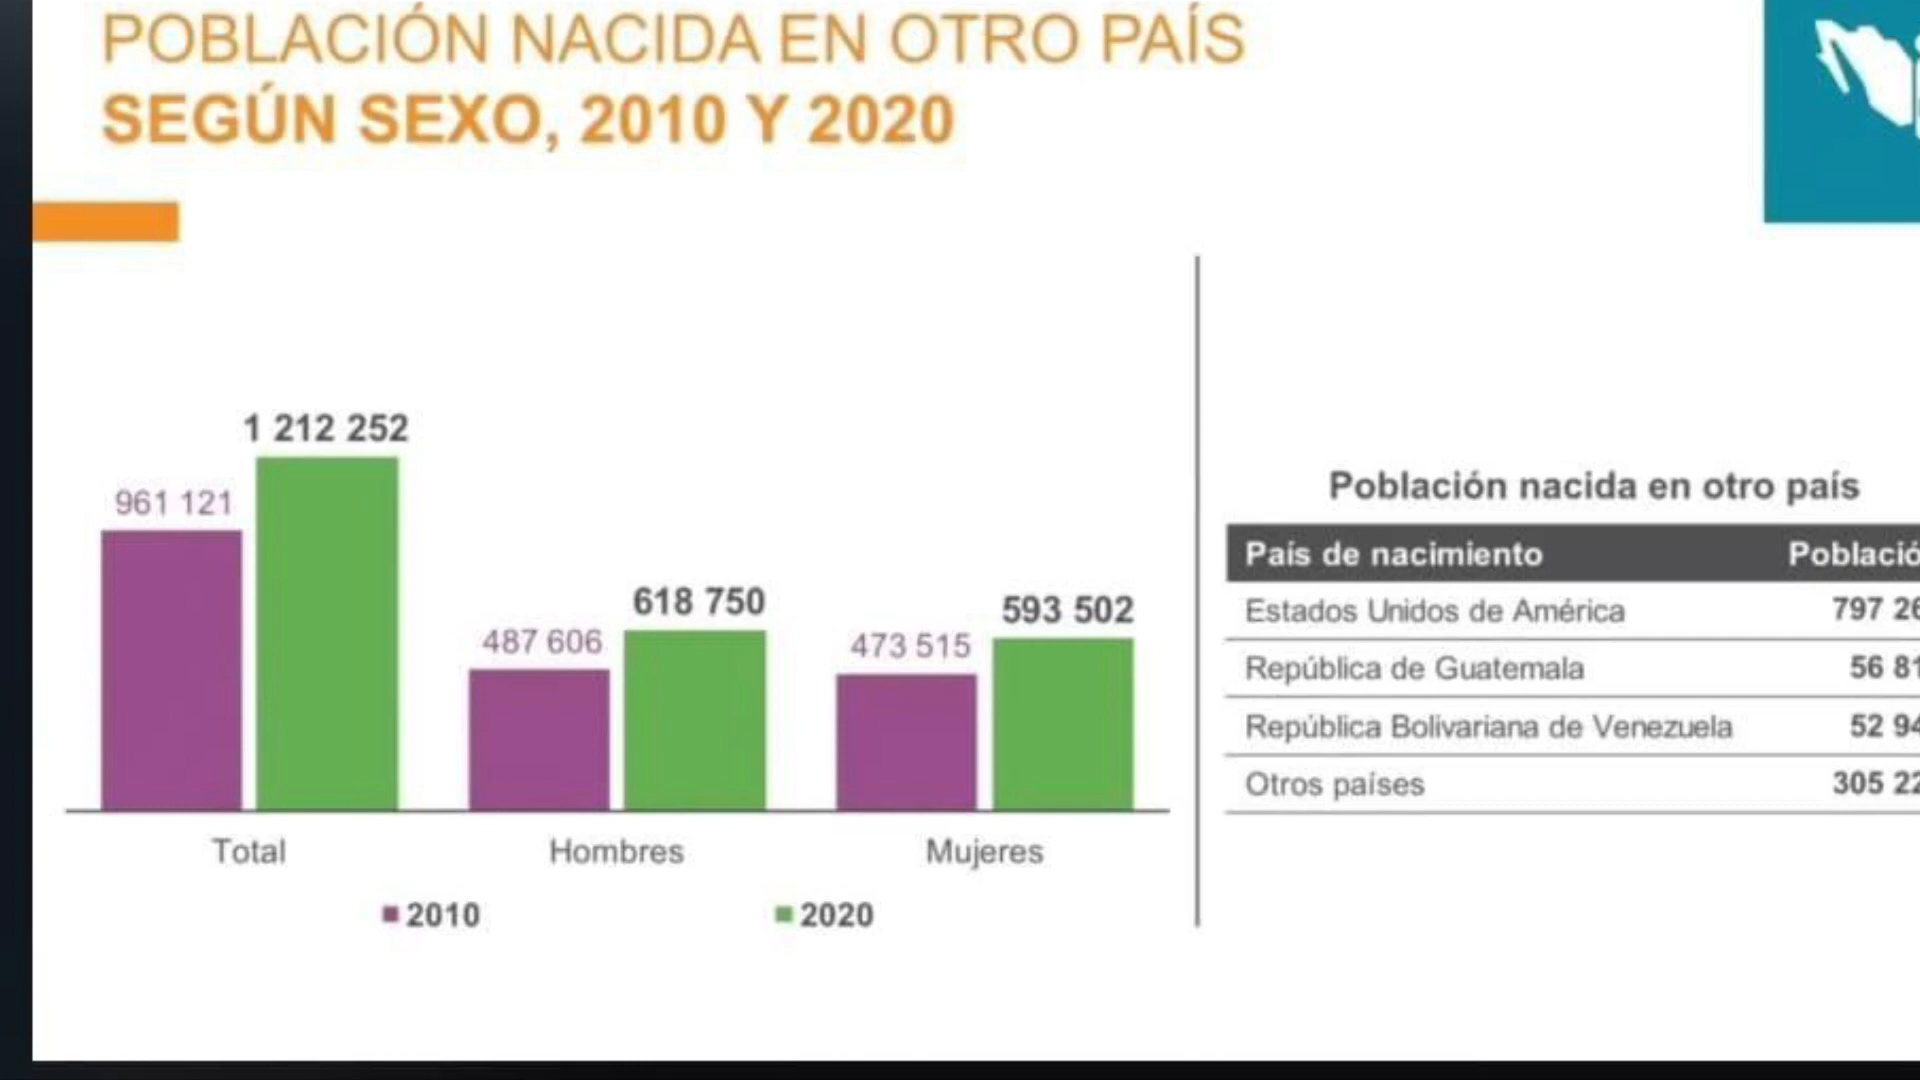 POBLACIÓN NACIDA EN OTRO PAÍS
SEGÚN SEXO, 2010 Y 2020
1 212 252
961 121
618 750
487 606
593 502
473 515
Total
Hombres
Mujeres
2010
2020
Población nacida en otro país
País de nacimiento
Estados Unidos de América
República de Guatemala
República Bolivariana de Venezuela
Otros países